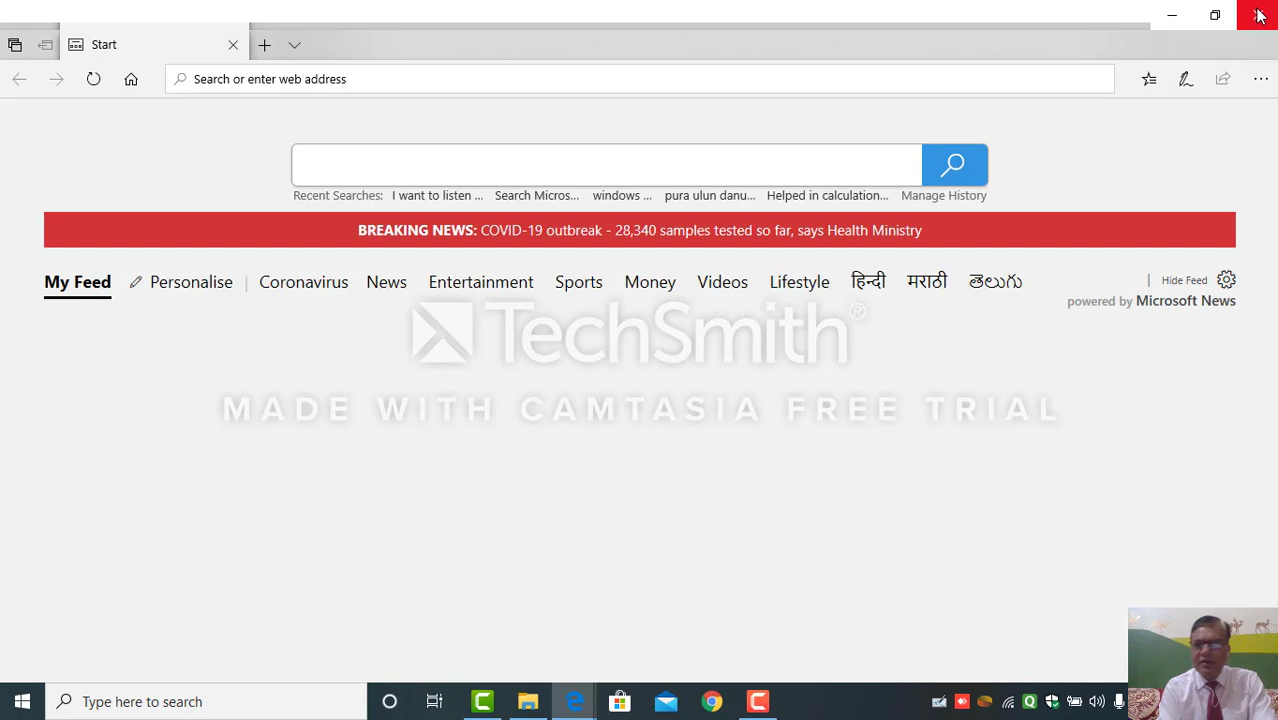 Start
Search or enter web address
Recent Searches: I want to listen ... Search Micros... windows ... pura ulun danu... Helped in calculation... Manage History
BREAKING NEWS: COVID-19 outbreak - 28,340 samples tested so far, says Health Ministry
My Feed Personalise Coronavirus News Entertainment Sports Money Videos Lifestyle हिन्दी मराठी తెలుగు Hide Feed
powered by Microsoft News
TechSmith®
MADE WITH CAMTASIA FREE TRIAL
Type here to search